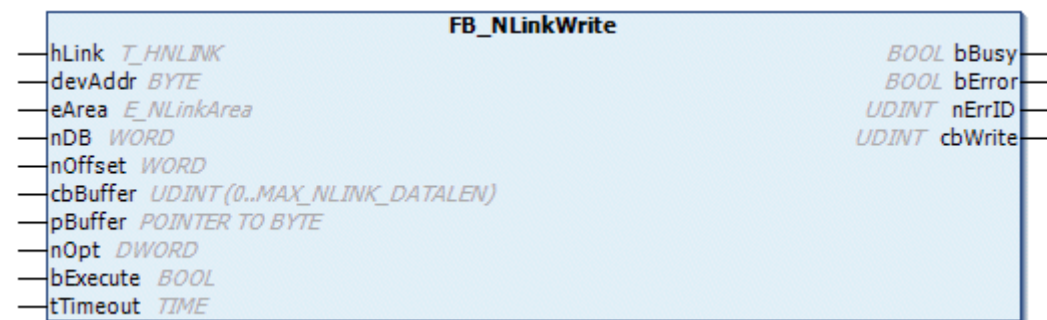 FB_NLinkWrite
hLink T_HNLINK BOOL bBusy
devAddr BYTE BOOL bError
eArea E_NLinkArea UDINT nErrID
nDB WORD UDINT cbWrite
nOffset WORD
cbBuffer UDINT (0..MAX_NLINK_DATALEN)
pBuffer POINTER TO BYTE
nOpt DWORD
bExecute BOOL
tTimeout TIME